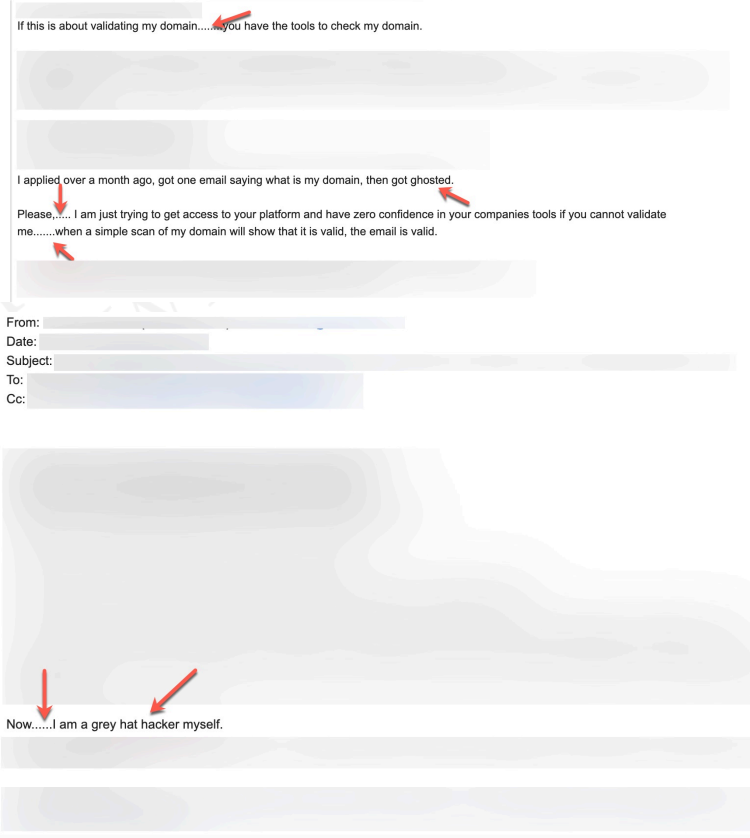 If this is about validating my domain........you have the tools to check my domain.
I applied over a month ago, got one email saying what is my domain, then got ghosted.
Please,..... I am just trying to get access to your platform and have zero confidence in your companies tools if you cannot validate
me.......when a simple scan of my domain will show that it is valid, the email is valid.
From:
Date:
Subject:
To:
Cc:
Now......I am a grey hat hacker myself.